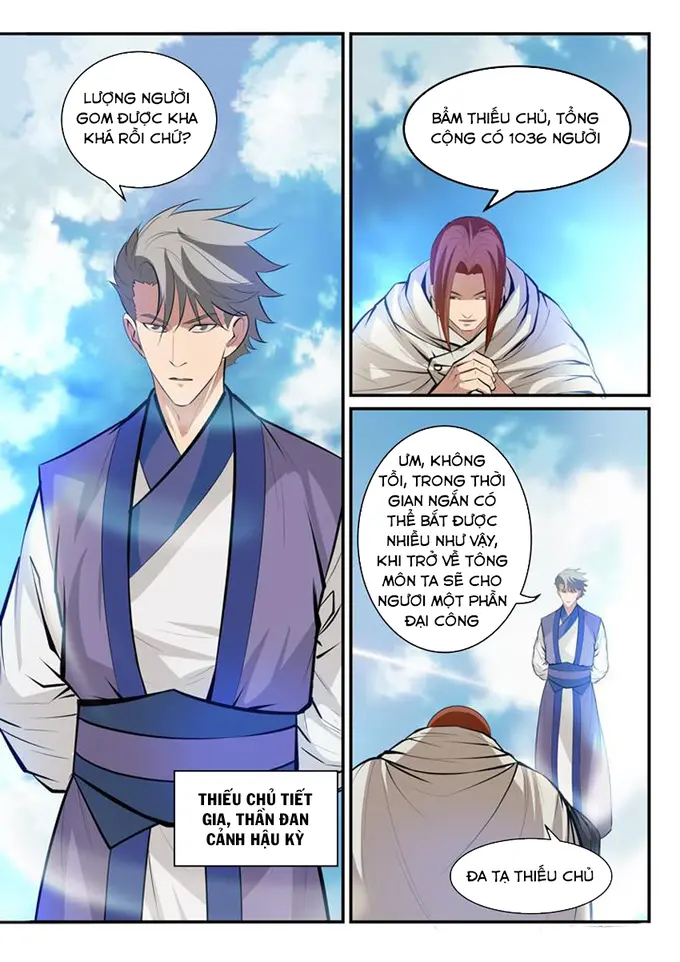 LƯỢNG NGƯỜI
GOM ĐƯỢC KHA
KHÁ RỒI CHỨ?
THIẾU CHỦ TIẾT
GIA, THẦN ĐAN
CẢNH HẬU KỲ
BẨM THIẾU CHỦ, TỔNG
CỘNG CÓ 1036 NGƯỜI
ƯM, KHÔNG
TỒI, TRONG THỜI
GIAN NGẮN CÓ
THỂ BẮT ĐƯỢC
NHIỀU NHƯ VẬY,
KHI TRỞ VỀ TÔNG
MÔN TA SẼ CHO
NGƯƠI MỘT PHẦN
ĐẠI CÔNG
ĐA TẠ THIẾU CHỦ